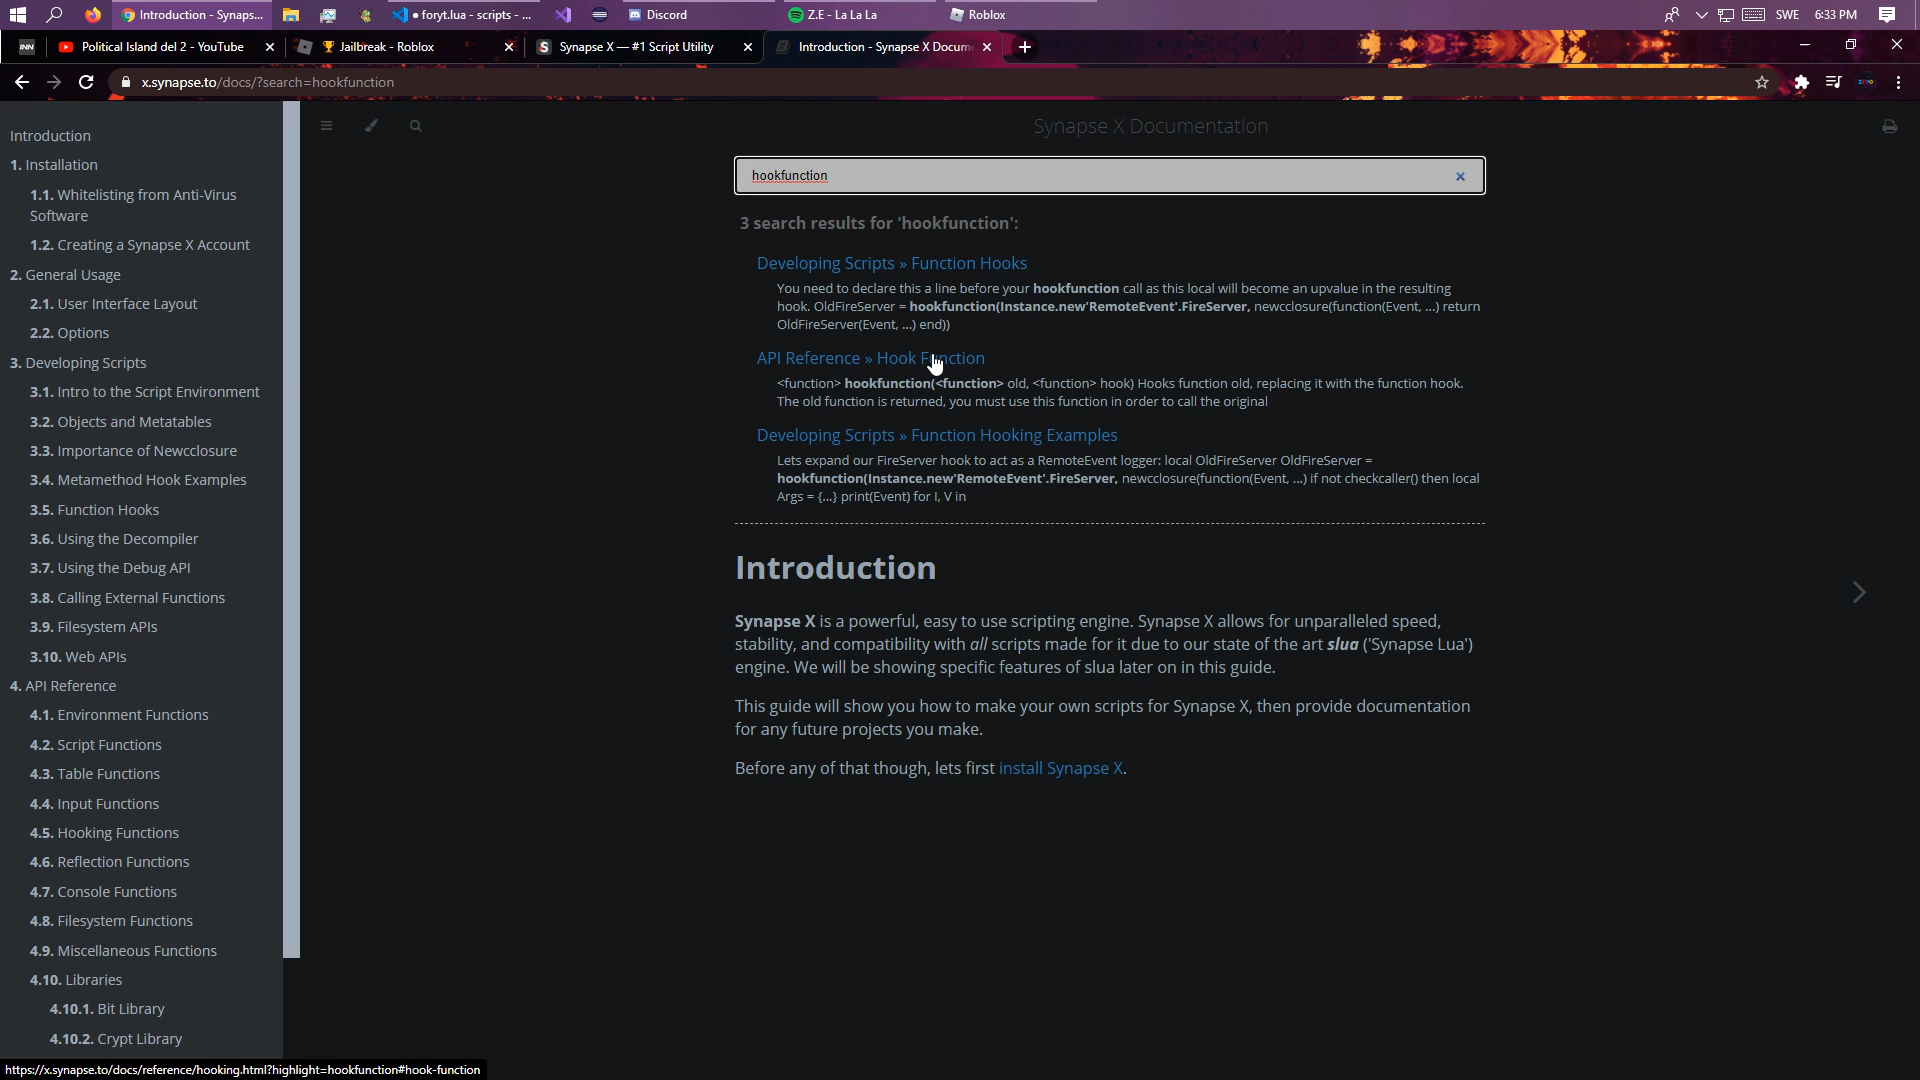 Introduction - Synaps...
foryt.lua - scripts - ...
Discord
Z.E - La La La
Roblox
SWE
6:33 PM
INN
Political Island del 2 - YouTube
Jailbreak - Roblox
Synapse X — #1 Script Utility
Introduction - Synapse X Docum
x.synapse.to/docs/?search=hookfunction
Introduction
1. Installation
1.1. Whitelisting from Anti-Virus
Software
1.2. Creating a Synapse X Account
2. General Usage
2.1. User Interface Layout
2.2. Options
3. Developing Scripts
3.1. Intro to the Script Environment
3.2. Objects and Metatables
3.3. Importance of Newcclosure
3.4. Metamethod Hook Examples
3.5. Function Hooks
3.6. Using the Decompiler
3.7. Using the Debug API
3.8. Calling External Functions
3.9. Filesystem APIs
3.10. Web APIs
4. API Reference
4.1. Environment Functions
4.2. Script Functions
4.3. Table Functions
4.4. Input Functions
4.5. Hooking Functions
4.6. Reflection Functions
4.7. Console Functions
4.8. Filesystem Functions
4.9. Miscellaneous Functions
4.10. Libraries
4.10.1. Bit Library
4.10.2. Crypt Library
Synapse X Documentation
hookfunction
3 search results for 'hookfunction':
Developing Scripts » Function Hooks
You need to declare this a line before your hookfunction call as this local will become an upvalue in the resulting
hook. OldFireServer = hookfunction(Instance.new'RemoteEvent'.FireServer, newcclosure(function(Event, ...) return
OldFireServer(Event, ...) end))
API Reference » Hook Function
<function> hookfunction(<function> old, <function> hook) Hooks function old, replacing it with the function hook.
The old function is returned, you must use this function in order to call the original
Developing Scripts » Function Hooking Examples
Lets expand our FireServer hook to act as a RemoteEvent logger: local OldFireServer OldFireServer =
hookfunction(Instance.new'RemoteEvent'.FireServer, newcclosure(function(Event, ...) if not checkcaller() then local
Args = {...} print(Event) for I, V in
Introduction
Synapse X is a powerful, easy to use scripting engine. Synapse X allows for unparalleled speed,
stability, and compatibility with all scripts made for it due to our state of the art slua ('Synapse Lua')
engine. We will be showing specific features of slua later on in this guide.
This guide will show you how to make your own scripts for Synapse X, then provide documentation
for any future projects you make.
Before any of that though, lets first install Synapse X.
https://x.synapse.to/docs/reference/hooking.html?highlight=hookfunction#hook-function